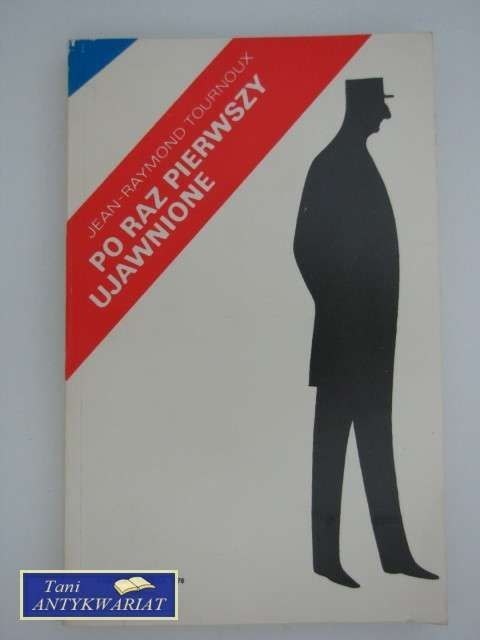 JEAN-RAYMOND TOURNOUX
PO RAZ PIERWSZY
UJAWNIONE
Tani
ANTYKWARIAT